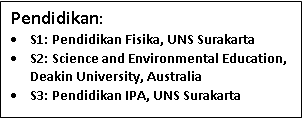 Pendidikan:
• S1: Pendidikan Fisika, UNS Surakarta
• S2: Science and Environmental Education,
Deakin University, Australia
• S3: Pendidikan IPA, UNS Surakarta